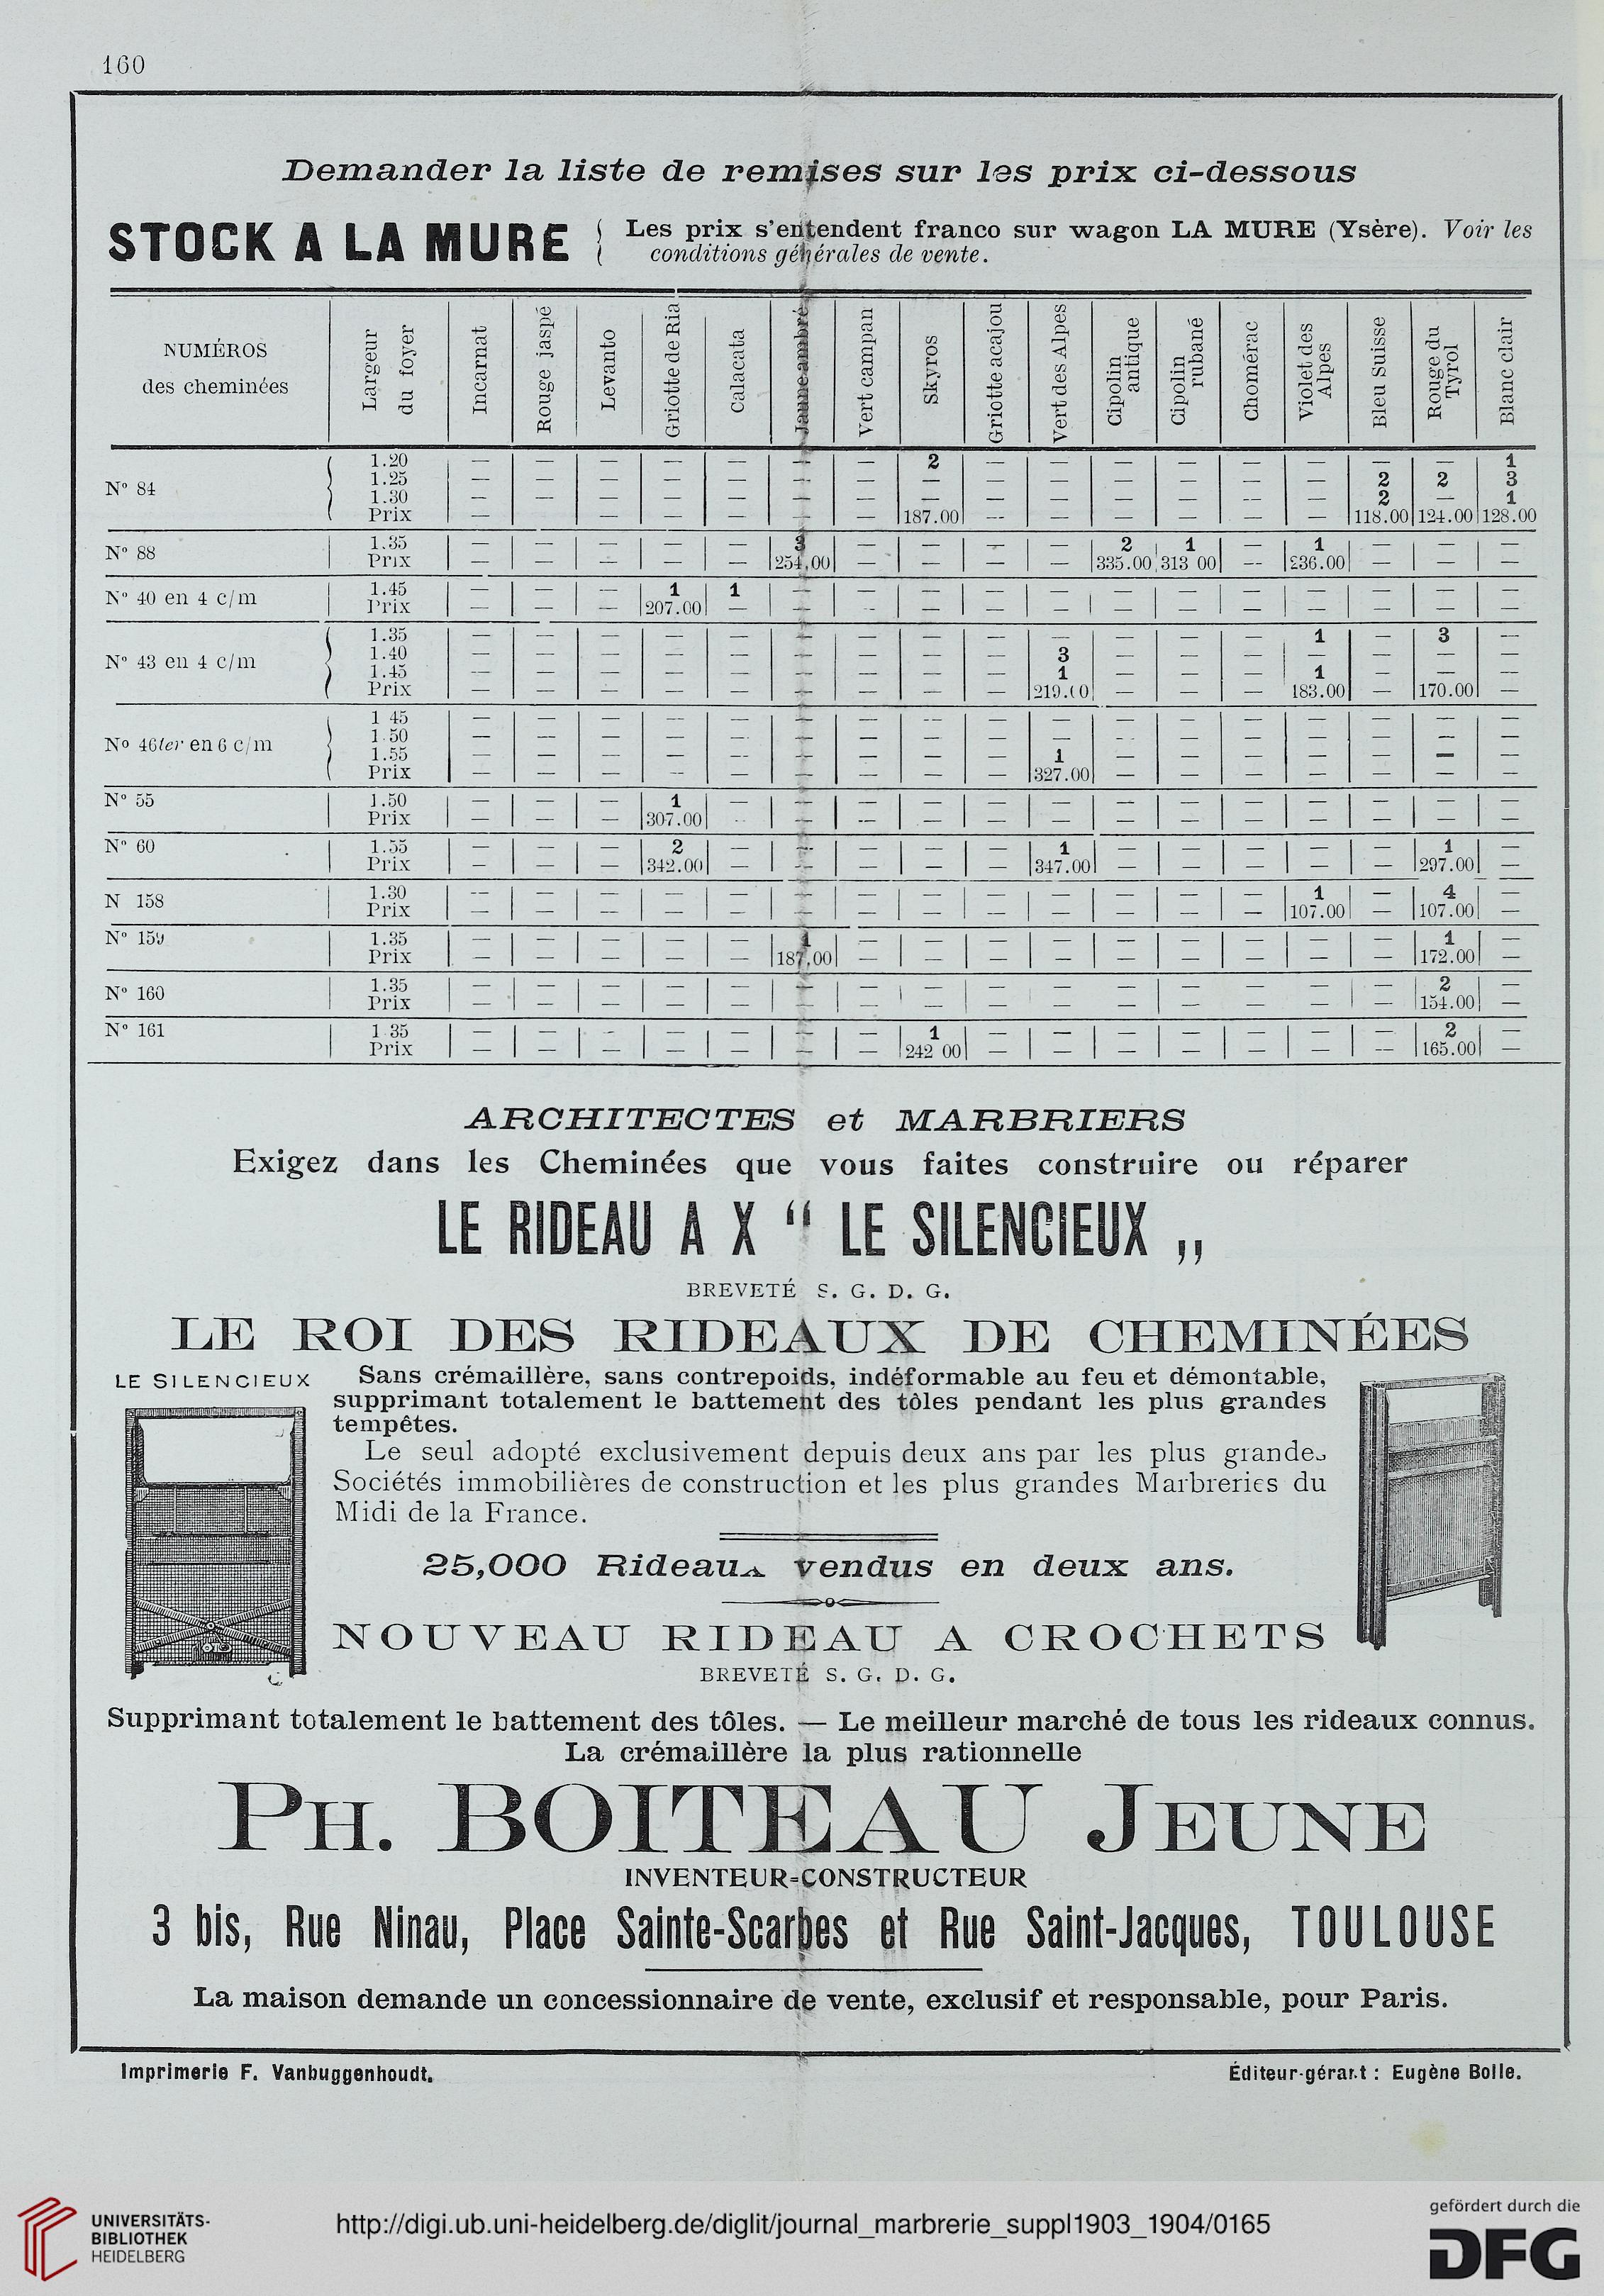 160
Demander la liste de remises sur les prix ci-dessous
STOCK A LA MURE { Les prix s'entendent franco sur wagon LA MURE (Ysère). Voir les
conditions générales de vente.
NUMÉROS des cheminées | Largeur du foyer | Incarnat | Rouge jaspé | Levanto | Griotte de Ria | Calacata | Jaune ambré | Vert campan | Skyros | Griotte acajou | Vert des Alpes | Cipolin antique | Cipolin rubané | Chomérac | Violet des Alpes | Bleu Suisse | Rouge du Tyrol | Blanc clair
N° 84 | 1.20 | — | — | — | — | — | — | — | 2 | — | — | — | — | — | — | — | — | 1
1.25 | — | — | — | — | — | — | — | — | — | — | — | — | — | — | 2 | 2 | 3
1.30 | — | — | — | — | — | — | — | — | — | — | — | — | — | — | 2 | — | 1
Prix | — | — | — | — | — | — | — | 187.00 | — | — | — | — | — | — | 118.00 | 124.00 | 128.00
N° 88 | 1.35 | — | — | — | — | — | 3 | — | — | — | — | 2 | 1 | — | 1 | — | — | —
Prix | — | — | — | — | — | 254.00 | — | — | — | — | 335.00 | 313 00 | — | 236.00 | — | — | —
N° 40 en 4 c/m | 1.45 | — | — | — | 1 | 1 | — | — | — | — | — | — | — | — | — | — | — | —
Prix | — | — | — | 207.00 | — | — | — | — | — | — | — | — | — | — | — | — | —
N° 43 en 4 c/m | 1.35 | — | — | — | — | — | — | — | — | — | — | — | — | — | 1 | — | 3 | —
1.40 | — | — | — | — | — | — | — | — | — | 3 | — | — | — | — | — | — | —
1.45 | — | — | — | — | — | — | — | — | — | 1 | — | — | — | 1 | — | — | —
Prix | — | — | — | — | — | — | — | — | — | 219.00 | — | — | — | 183.00 | — | 170.00 | —
No 46ter en 6 c/m | 1 45 | — | — | — | — | — | — | — | — | — | — | — | — | — | — | — | — | —
1.50 | — | — | — | — | — | — | — | — | — | — | — | — | — | — | — | — | —
1.55 | — | — | — | — | — | — | — | — | — | 1 | — | — | — | — | — | — | —
Prix | — | — | — | — | — | — | — | — | — | 327.00 | — | — | — | — | — | — | —
N° 55 | 1.50 | — | — | — | 1 | — | — | — | — | — | — | — | — | — | — | — | — | —
Prix | — | — | — | 307.00 | — | — | — | — | — | — | — | — | — | — | — | — | —
N° 60 | 1.55 | — | — | — | 2 | — | — | — | — | — | 1 | — | — | — | — | — | 1 | —
Prix | — | — | — | 342.00 | — | — | — | — | — | 347.00 | — | — | — | — | — | 297.00 | —
N 158 | 1.30 | — | — | — | — | — | — | — | — | — | — | — | — | — | 1 | — | 4 | —
Prix | — | — | — | — | — | — | — | — | — | — | — | — | — | 107.00 | — | 107.00 | —
N° 159 | 1.35 | — | — | — | — | — | 1 | — | — | — | — | — | — | — | — | — | 1 | —
Prix | — | — | — | — | — | 187.00 | — | — | — | — | — | — | — | — | — | 172.00 | —
N° 160 | 1.35 | — | — | — | — | — | — | — | — | — | — | — | — | — | — | — | 2 | —
Prix | — | — | — | — | — | — | — | — | — | — | — | — | — | — | — | 154.00 | —
N° 161 | 1 35 | — | — | — | — | — | — | — | 1 | — | — | — | — | — | — | — | 2 | —
Prix | — | — | — | — | — | — | — | 242 00 | — | — | — | — | — | — | — | 165.00 | —
ARCHITECTES et MARBRIERS
Exigez dans les Cheminées que vous faites construire ou réparer
LE RIDEAU A X “ LE SILENCIEUX „
BREVETÉ S. G. D. G.
LE ROI DES RIDEAUX DE CHEMINÉES
LE SILENCIEUX
Sans crémaillère, sans contrepoids, indéformable au feu et démontable,
supprimant totalement le battement des tôles pendant les plus grandes
tempêtes.
Le seul adopté exclusivement depuis deux ans par les plus grandes
Sociétés immobilières de construction et les plus grandes Marbreries du
Midi de la France.
25,000 Rideaux vendus en deux ans.
NOUVEAU RIDEAU A CROCHETS
BREVETÉ S. G. D. G.
Supprimant totalement le battement des tôles. — Le meilleur marché de tous les rideaux connus.
La crémaillère la plus rationnelle
PH. BOITEAU JEUNE
INVENTEUR-CONSTRUCTEUR
3 bis, Rue Ninau, Place Sainte-Scarbes et Rue Saint-Jacques, TOULOUSE
La maison demande un concessionnaire de vente, exclusif et responsable, pour Paris.
Imprimerie F. Vanbuggenhoudt.
Éditeur-gérant : Eugène Bolle.
UNIVERSITÄTS-
BIBLIOTHEK
HEIDELBERG
http://digi.ub.uni-heidelberg.de/diglit/journal_marbrerie_suppl1903_1904/0165
gefördert durch die
DFG